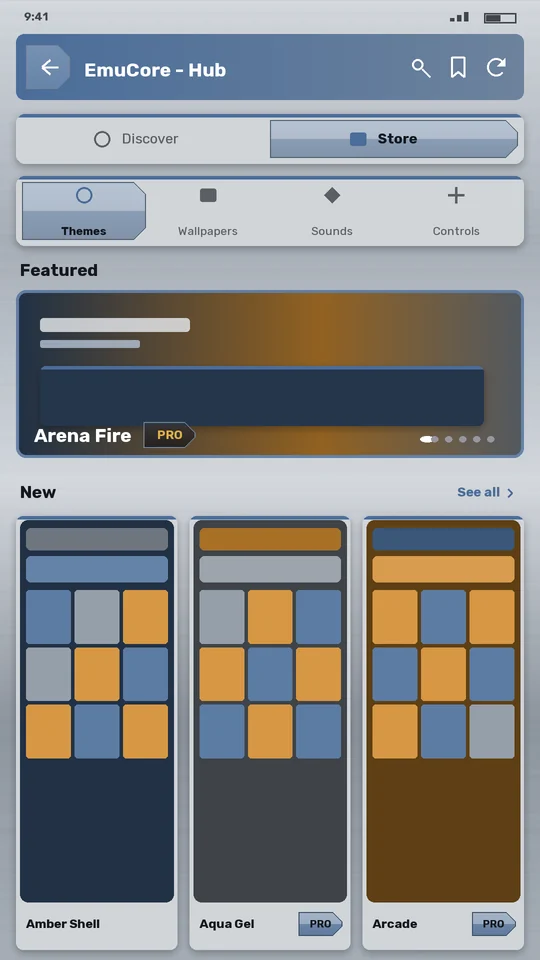 9:41
EmuCore - Hub
Discover
Store
Themes
Wallpapers
Sounds
Controls
Featured
Arena Fire
PRO
New
See all
Amber Shell
Aqua Gel
PRO
Arcade
PRO